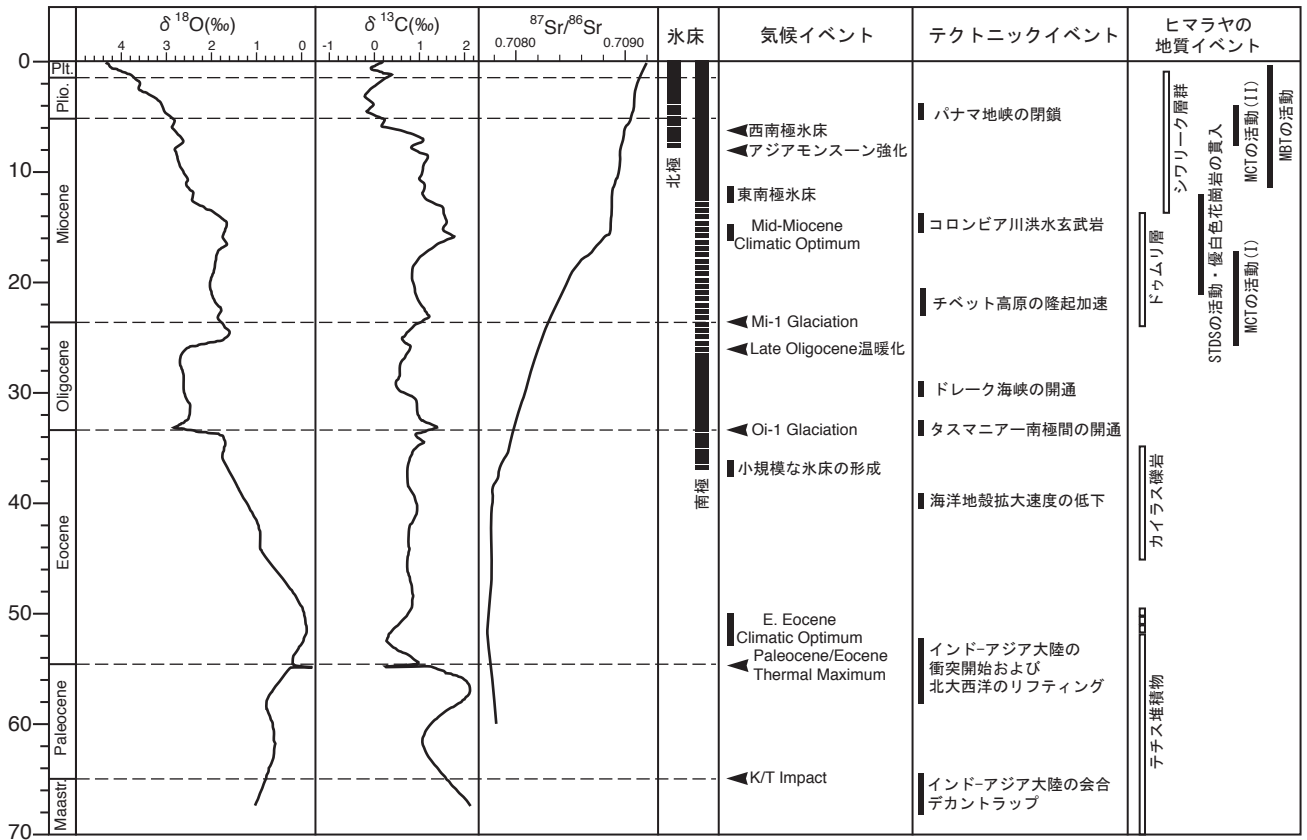 δ 18O(‰)
4 3 2 1 0
δ 13C(‰)
-1 0 1 2
87Sr/86Sr
0.7080 0.7090
氷床
気候イベント
テクトニックイベント
ヒマラヤの
地質イベント
0
10
20
30
40
50
60
70
Plt.
Plio.
Miocene
Oligocene
Eocene
Paleocene
Maastr.
北極
南極
西南極氷床
アジアモンスーン強化
東南極氷床
Mid-Miocene
Climatic Optimum
Mi-1 Glaciation
Late Oligocene温暖化
Oi-1 Glaciation
小規模な氷床の形成
E. Eocene
Climatic Optimum
Paleocene/Eocene
Thermal Maximum
K/T Impact
パナマ地峡の閉鎖
コロンビア川洪水玄武岩
チベット高原の隆起加速
ドレーク海峡の開通
タスマニアー南極間の開通
海洋地殻拡大速度の低下
インド-アジア大陸の
衝突開始および
北大西洋のリフティング
インド-アジア大陸の会合
デカントラップ
ドゥムリ層
カイラス礫岩
テチス堆積物
シワリーク層群
STDSの活動・優白色花崗岩の貫入
MCTの活動(I)
MCTの活動(II)
MBTの活動